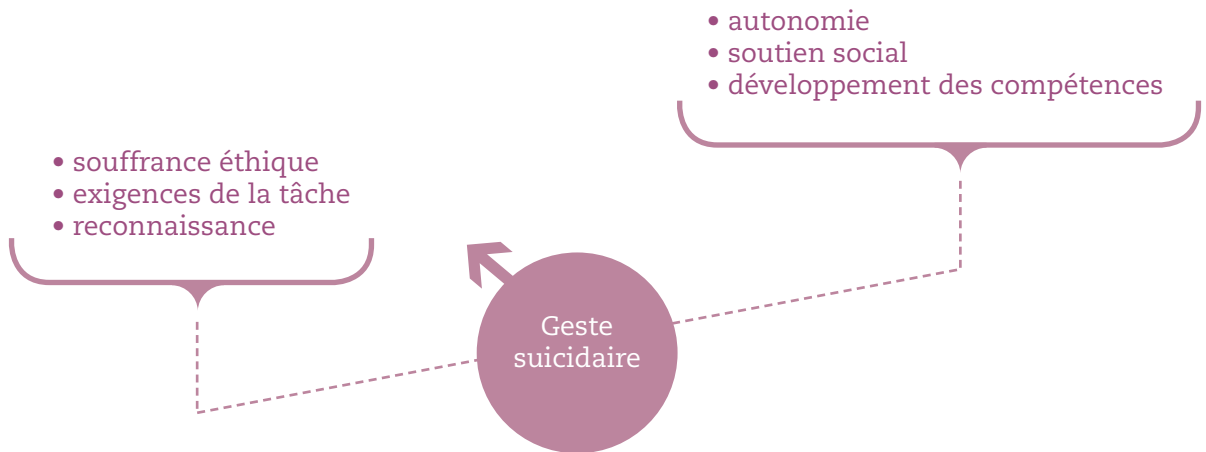 • autonomie
• soutien social
• développement des compétences
• souffrance éthique
• exigences de la tâche
• reconnaissance
Geste
suicidaire